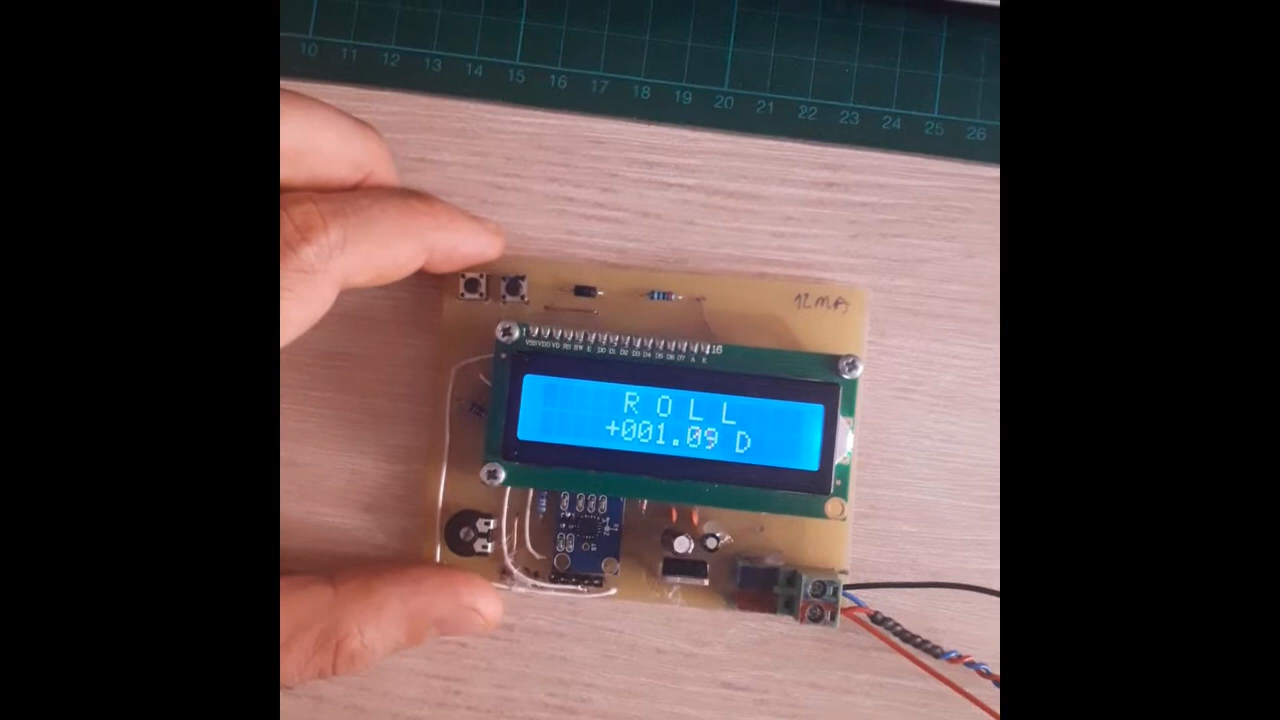 10 11 12 13 14 15 16 17 18 19 20 21 22 23 24 25 26
12MA
1 16
VSS VDD V0 RS RW E D0 D1 D2 D3 D4 D5 D6 D7 A K
R O L L
+001.09 D